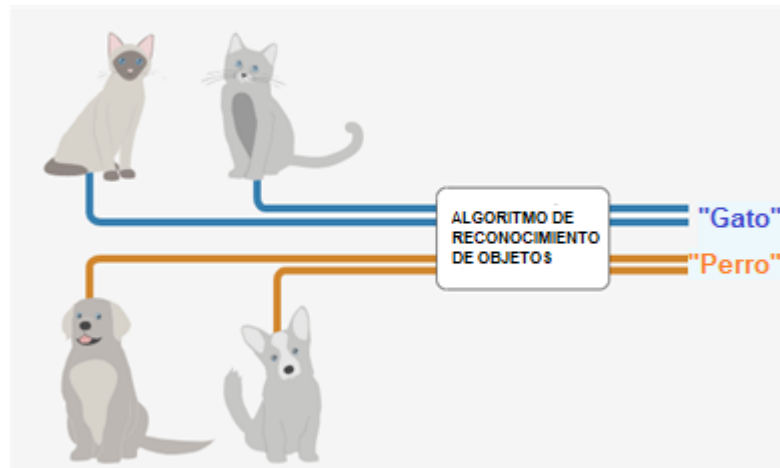 ALGORITMO DE
RECONOCIMIENTO
DE OBJETOS
"Gato"
"Perro"